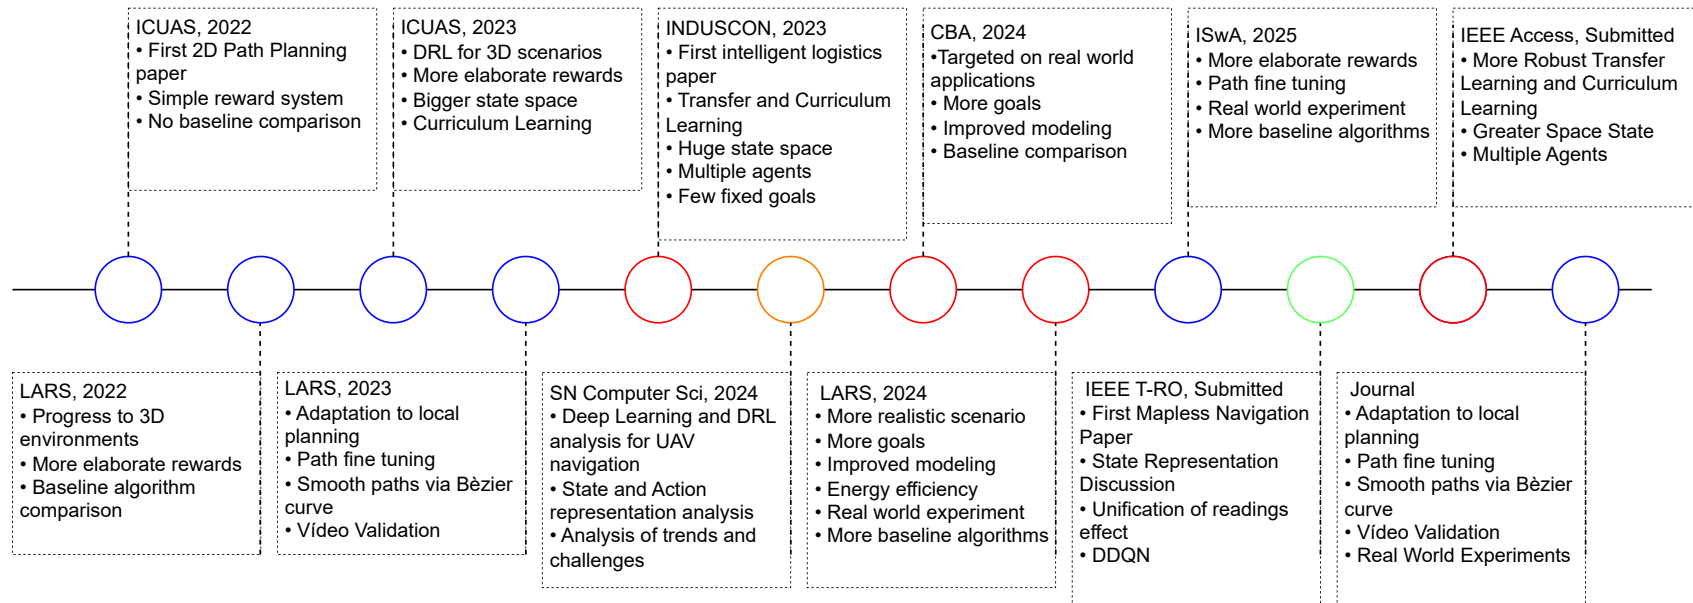 ICUAS, 2022
• First 2D Path Planning
paper
• Simple reward system
• No baseline comparison
ICUAS, 2023
• DRL for 3D scenarios
• More elaborate rewards
• Bigger state space
• Curriculum Learning
INDUSCON, 2023
• First intelligent logistics
paper
• Transfer and Curriculum
Learning
• Huge state space
• Multiple agents
• Few fixed goals
CBA, 2024
•Targeted on real world
applications
• More goals
• Improved modeling
• Baseline comparison
ISwA, 2025
• More elaborate rewards
• Path fine tuning
• Real world experiment
• More baseline algorithms
IEEE Access, Submitted
• More Robust Transfer
Learning and Curriculum
Learning
• Greater Space State
• Multiple Agents
LARS, 2022
• Progress to 3D
environments
• More elaborate rewards
• Baseline algorithm
comparison
LARS, 2023
• Adaptation to local
planning
• Path fine tuning
• Smooth paths via Bèzier
curve
• Vídeo Validation
SN Computer Sci, 2024
• Deep Learning and DRL
analysis for UAV
navigation
• State and Action
representation analysis
• Analysis of trends and
challenges
LARS, 2024
• More realistic scenario
• More goals
• Improved modeling
• Energy efficiency
• Real world experiment
• More baseline algorithms
IEEE T-RO, Submitted
• First Mapless Navigation
Paper
• State Representation
Discussion
• Unification of readings
effect
• DDQN
Journal
• Adaptation to local
planning
• Path fine tuning
• Smooth paths via Bèzier
curve
• Vídeo Validation
• Real World Experiments